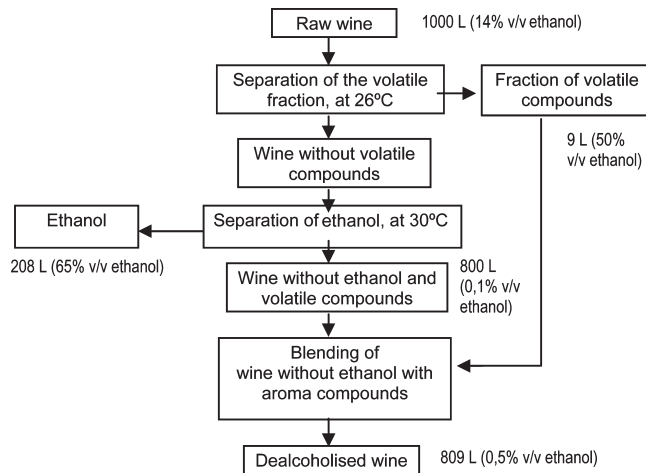 Raw wine
1000 L (14% v/v ethanol)
Separation of the volatile
fraction, at 26ºC
Fraction of volatile
compounds
9 L (50%
v/v ethanol)
Wine without volatile
compounds
Ethanol
Separation of ethanol, at 30ºC
208 L (65% v/v ethanol)
Wine without ethanol and
volatile compounds
800 L
(0,1% v/v
ethanol)
Blending of
wine without ethanol with
aroma compounds
Dealcoholised wine
809 L (0,5% v/v ethanol)